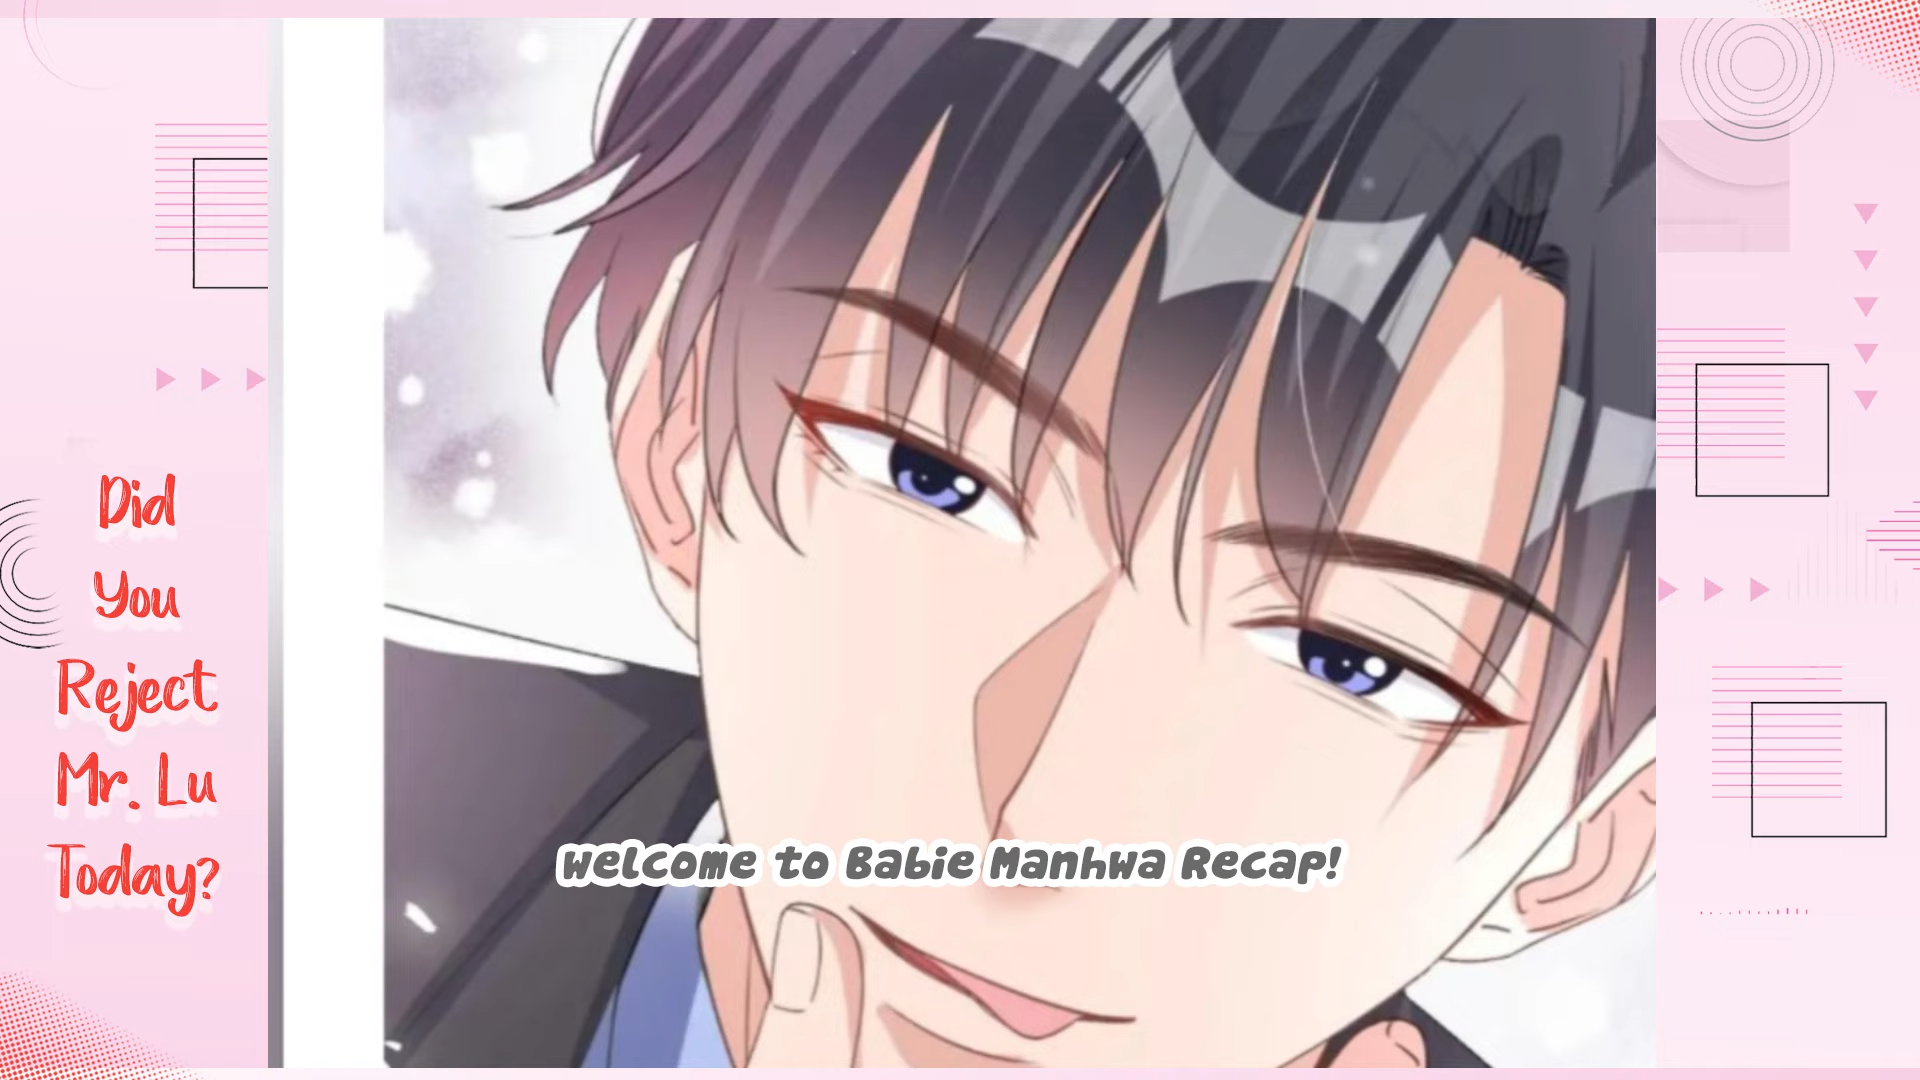 Did
You
Reject
Mr. Lu
Today?
welcome to Babie Manhwa Recap!